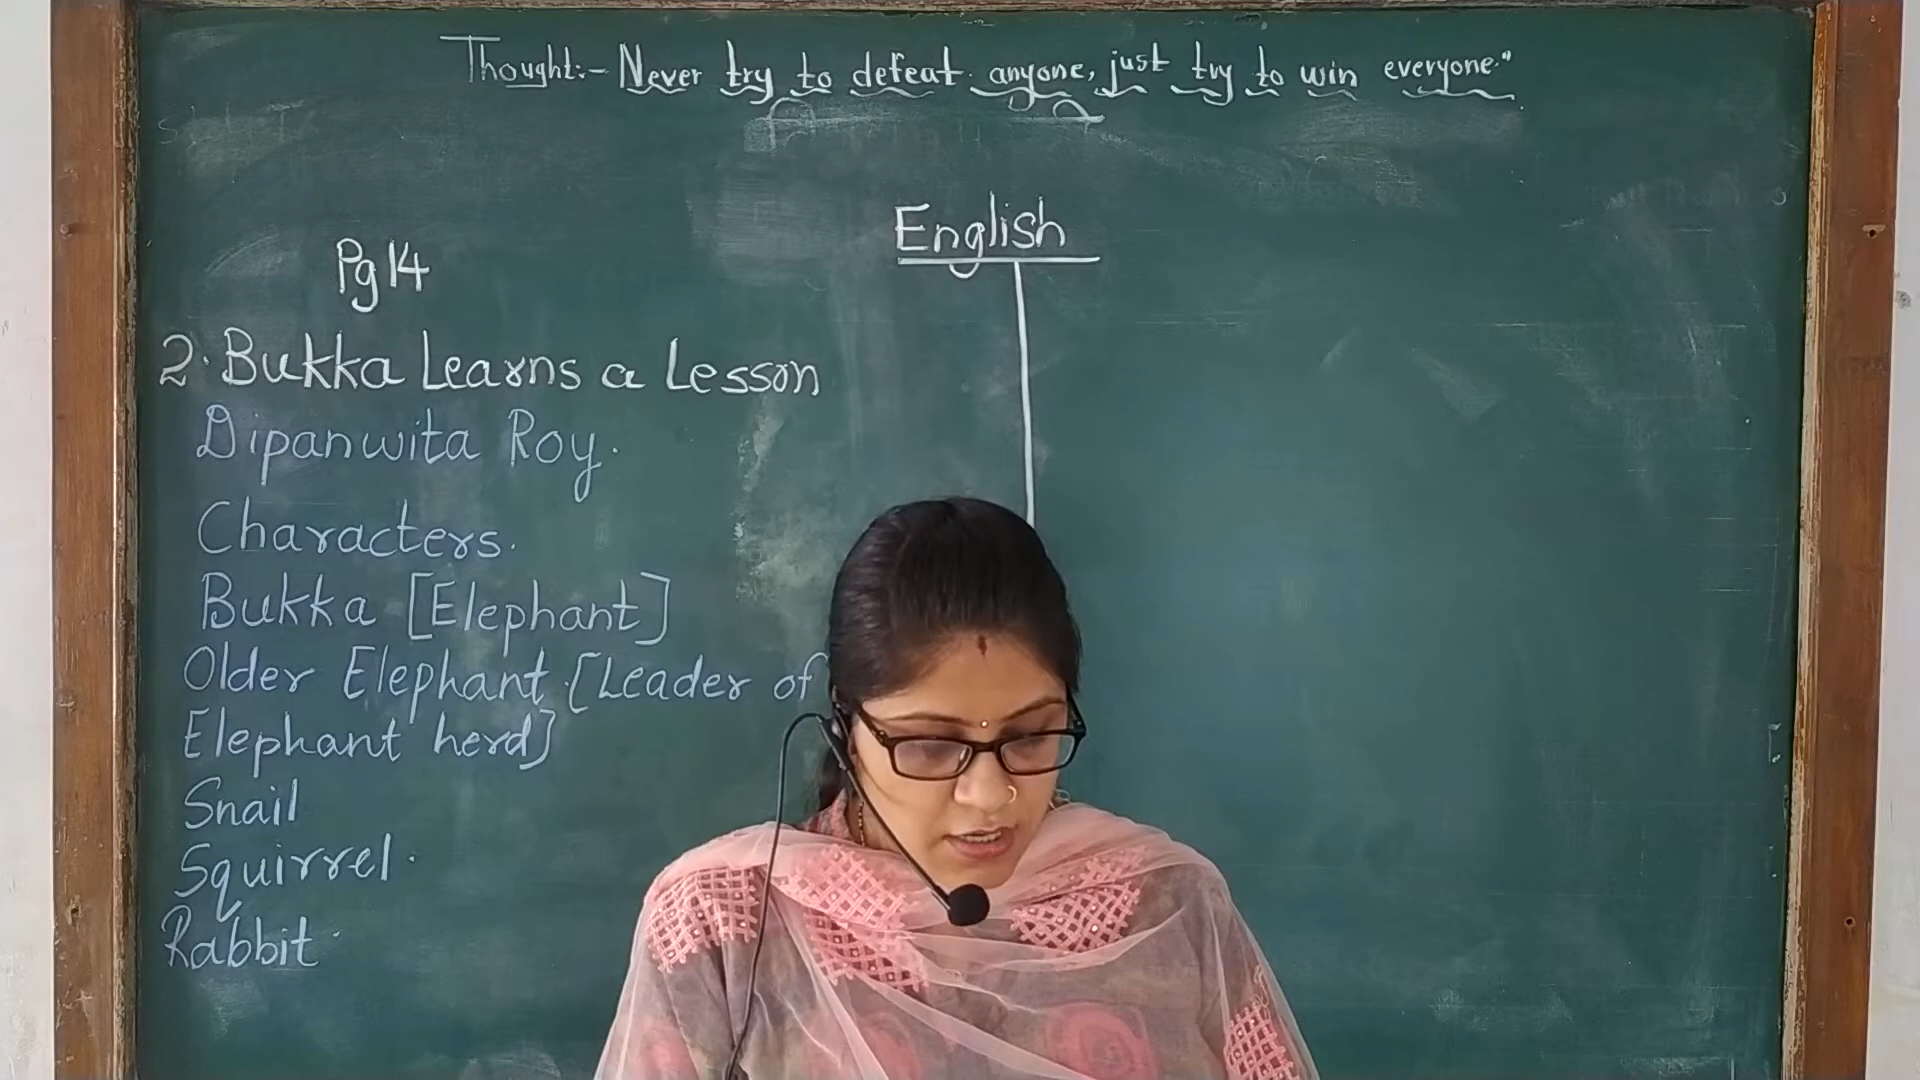 Thought:- Never try to defeat anyone, just try to win everyone."
English
Pg 14
2. Bukka Learns a Lesson
Dipanwita Roy.
Characters.
Bukka [Elephant]
Older Elephant [Leader of
Elephant herd]
Snail
Squirrel.
Rabbit